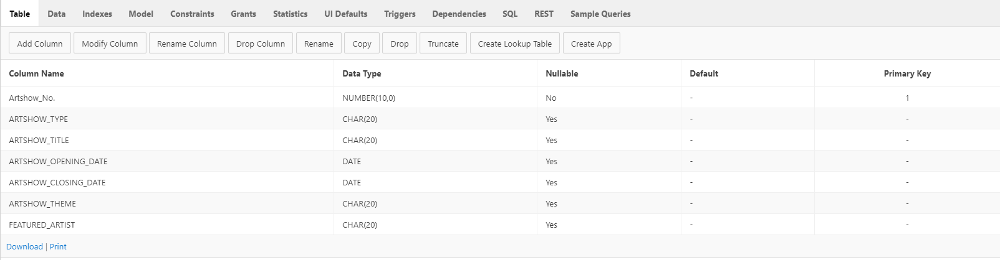 Table Data Indexes Model Constraints Grants Statistics UI Defaults Triggers Dependencies SQL REST Sample Queries
Add Column Modify Column Rename Column Drop Column Rename Copy Drop Truncate Create Lookup Table Create App
Column Name Data Type Nullable Default Primary Key
Artshow_No. NUMBER(10,0) No - 1
ARTSHOW_TYPE CHAR(20) Yes - -
ARTSHOW_TITLE CHAR(20) Yes - -
ARTSHOW_OPENING_DATE DATE Yes - -
ARTSHOW_CLOSING_DATE DATE Yes - -
ARTSHOW_THEME CHAR(20) Yes - -
FEATURED_ARTIST CHAR(20) Yes - -
Download | Print